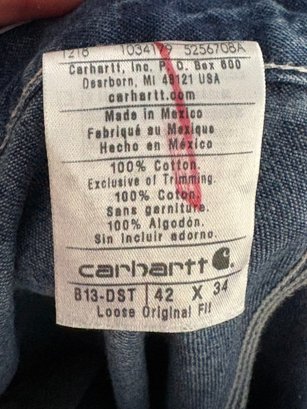 1218 1034179 5256708A
Carhartt, Inc. P.O. Box 600
Dearborn, MI 48121 USA
carhartt.com
Made in Mexico
Fabriqué au Mexique
Hecho en México
100% Cotton.
Exclusive of Trimming.
100% Coton.
Sans garniture.
100% Algodón.
Sin incluir adorno.
carhartt
B13-DST 42 X 34
Loose Original Fit